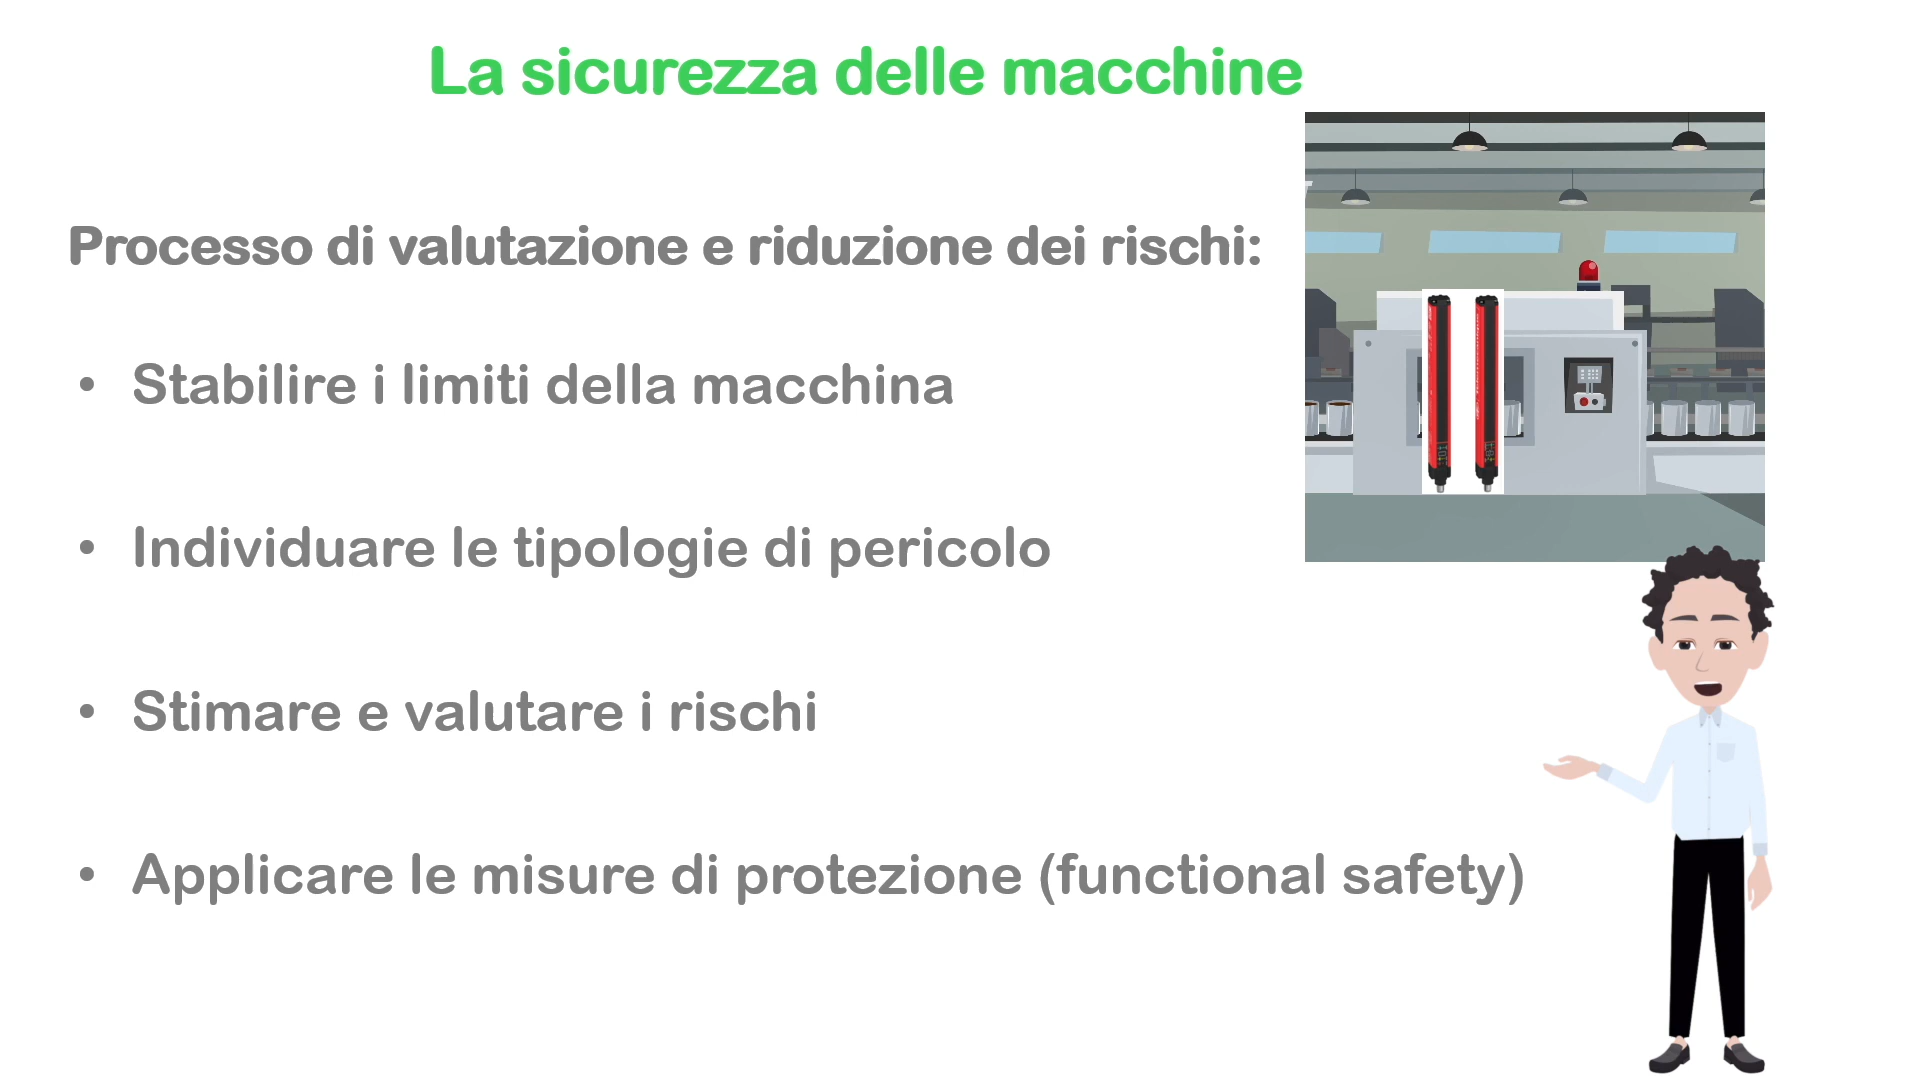 La sicurezza delle macchine
Processo di valutazione e riduzione dei rischi:
• Stabilire i limiti della macchina
• Individuare le tipologie di pericolo
• Stimare e valutare i rischi
• Applicare le misure di protezione (functional safety)